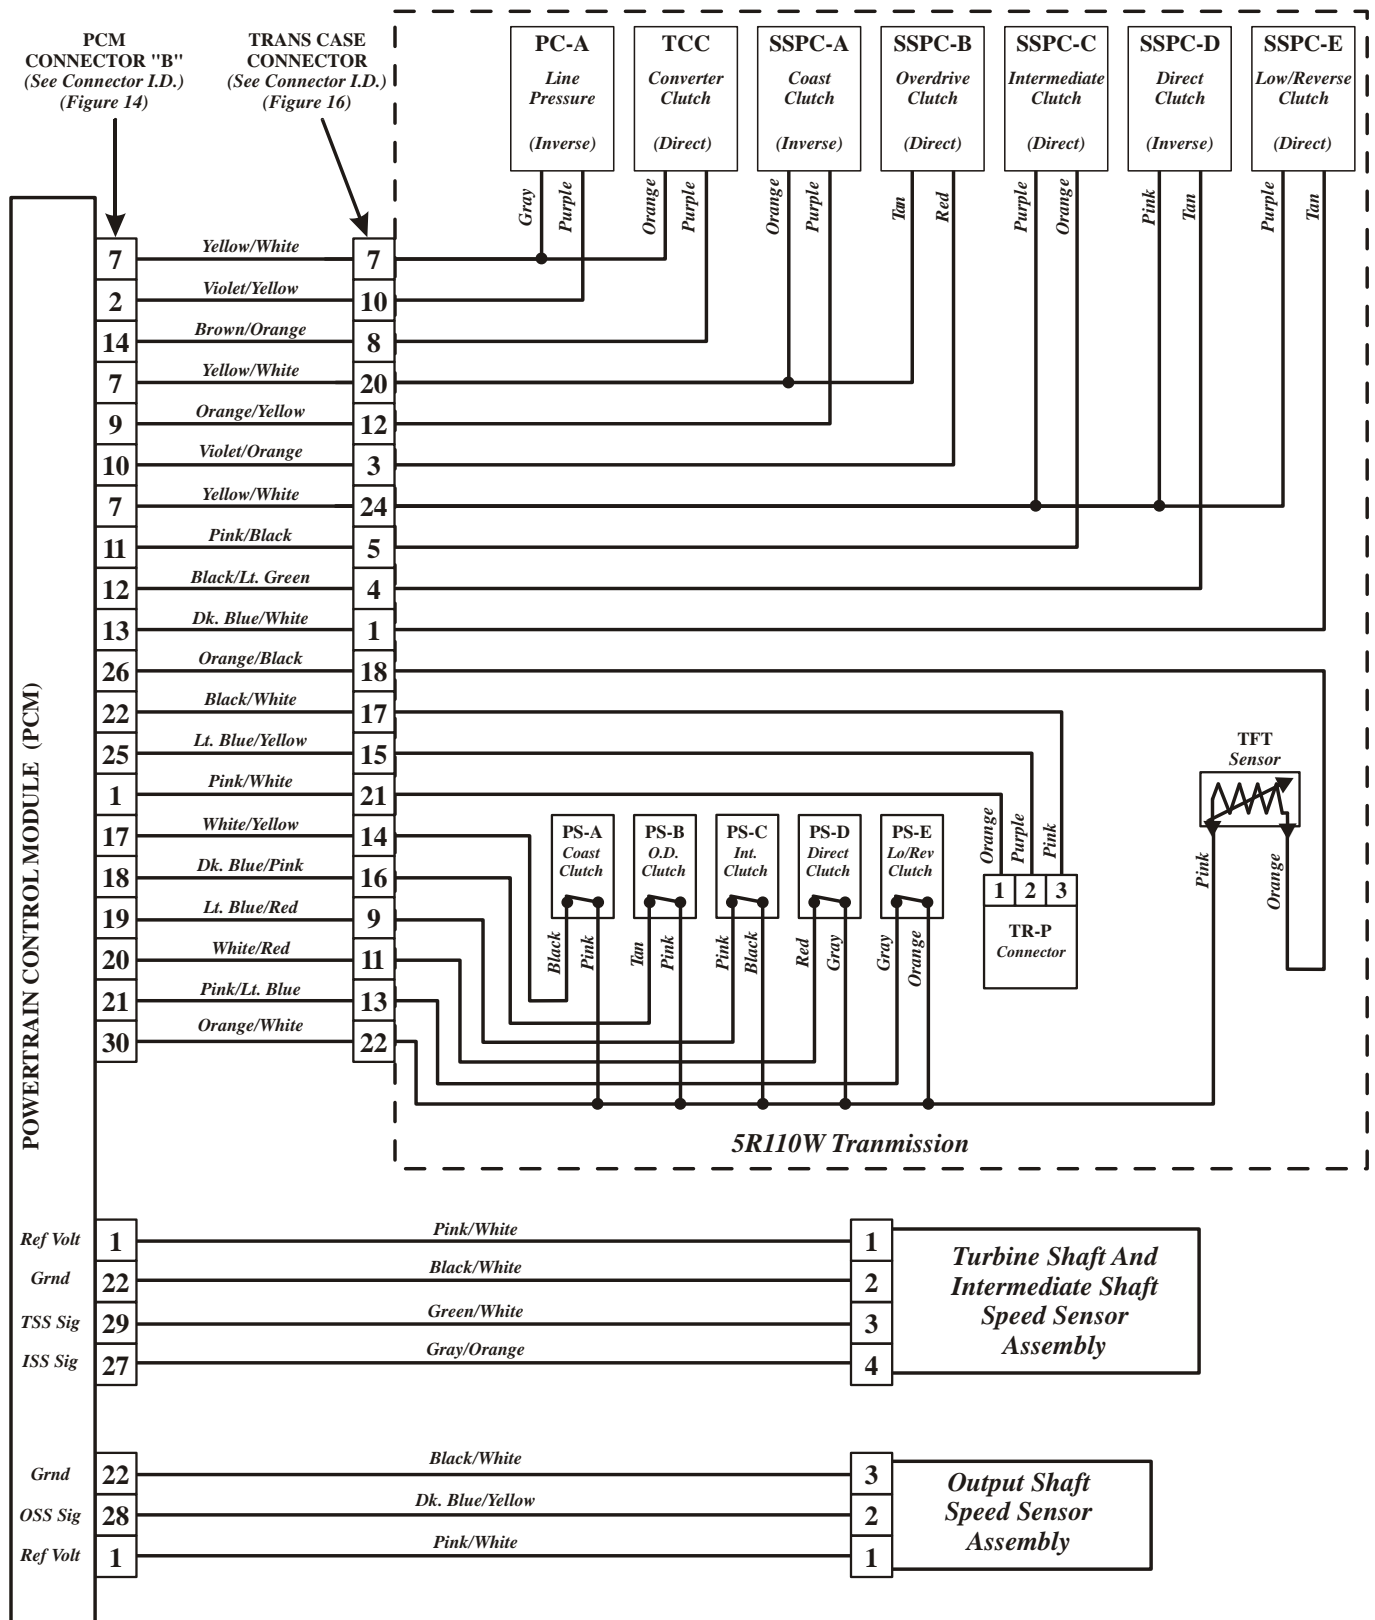 PCM
CONNECTOR "B"
(See Connector I.D.)
(Figure 14)
TRANS CASE
CONNECTOR
(See Connector I.D.)
(Figure 16)
PC-A
Line
Pressure
(Inverse)
TCC
Converter
Clutch
(Direct)
SSPC-A
Coast
Clutch
(Inverse)
SSPC-B
Overdrive
Clutch
(Direct)
SSPC-C
Intermediate
Clutch
(Direct)
SSPC-D
Direct
Clutch
(Inverse)
SSPC-E
Low/Reverse
Clutch
(Direct)
Gray
Purple
Orange
Purple
Orange
Purple
Tan
Red
Purple
Orange
Pink
Tan
Purple
Tan
POWERTRAIN CONTROL MODULE (PCM)
7 Yellow/White 7
2 Violet/Yellow 10
14 Brown/Orange 8
7 Yellow/White 20
9 Orange/Yellow 12
10 Violet/Orange 3
7 Yellow/White 24
11 Pink/Black 5
12 Black/Lt. Green 4
13 Dk. Blue/White 1
26 Orange/Black 18
22 Black/White 17
25 Lt. Blue/Yellow 15
1 Pink/White 21
17 White/Yellow 14
18 Dk. Blue/Pink 16
19 Lt. Blue/Red 9
20 White/Red 11
21 Pink/Lt. Blue 13
30 Orange/White 22
PS-A
Coast
Clutch
PS-B
O.D.
Clutch
PS-C
Int.
Clutch
PS-D
Direct
Clutch
PS-E
Lo/Rev
Clutch
Black
Pink
Tan
Pink
Pink
Black
Red
Gray
Gray
Orange
Orange
Purple
Pink
1 2 3
TR-P
Connector
TFT
Sensor
Pink
Orange
5R110W Tranmission
Ref Volt 1 Pink/White 1
Grnd 22 Black/White 2
TSS Sig 29 Green/White 3
ISS Sig 27 Gray/Orange 4
Turbine Shaft And
Intermediate Shaft
Speed Sensor
Assembly
Grnd 22 Black/White 3
OSS Sig 28 Dk. Blue/Yellow 2
Ref Volt 1 Pink/White 1
Output Shaft
Speed Sensor
Assembly